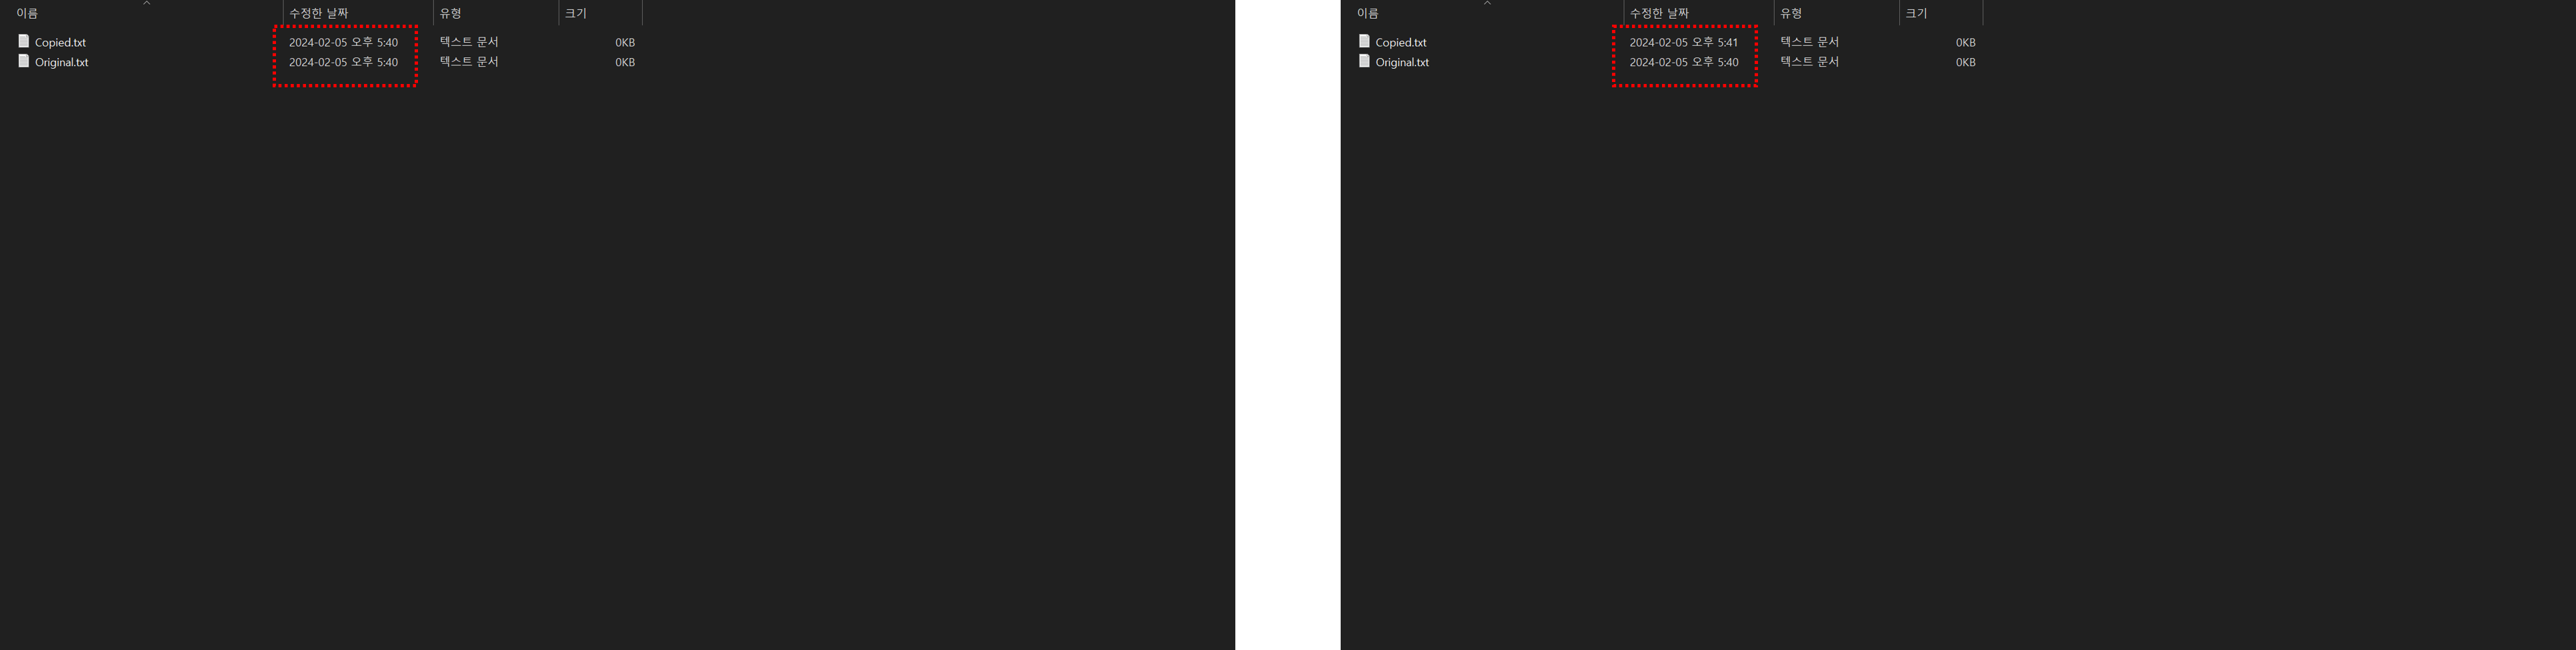 이름 수정한 날짜 유형 크기
Copied.txt 2024-02-05 오후 5:40 텍스트 문서 0KB
Original.txt 2024-02-05 오후 5:40 텍스트 문서 0KB
이름 수정한 날짜 유형 크기
Copied.txt 2024-02-05 오후 5:41 텍스트 문서 0KB
Original.txt 2024-02-05 오후 5:40 텍스트 문서 0KB